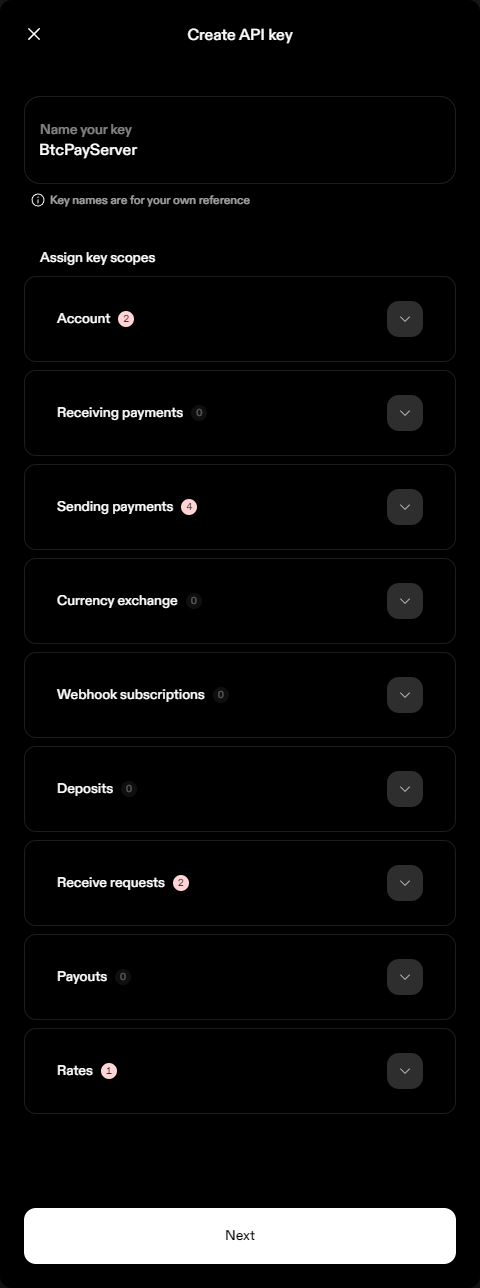 Create API key
Name your key
BtcPayServer
Key names are for your own reference
Assign key scopes
Account 2
Receiving payments 0
Sending payments 4
Currency exchange 0
Webhook subscriptions 0
Deposits 0
Receive requests 2
Payouts 0
Rates 1
Next